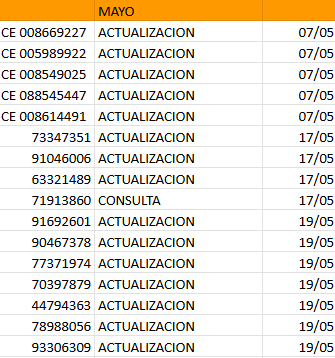 MAYO
CE 008669227 ACTUALIZACION 07/05
CE 005989922 ACTUALIZACION 07/05
CE 008549025 ACTUALIZACION 07/05
CE 088545447 ACTUALIZACION 07/05
CE 008614491 ACTUALIZACION 07/05
73347351 ACTUALIZACION 17/05
91046006 ACTUALIZACION 17/05
63321489 ACTUALIZACION 17/05
71913860 CONSULTA 17/05
91692601 ACTUALIZACION 19/05
90467378 ACTUALIZACION 19/05
77371974 ACTUALIZACION 19/05
70397879 ACTUALIZACION 19/05
44794363 ACTUALIZACION 19/05
78988056 ACTUALIZACION 19/05
93306309 ACTUALIZACION 19/05